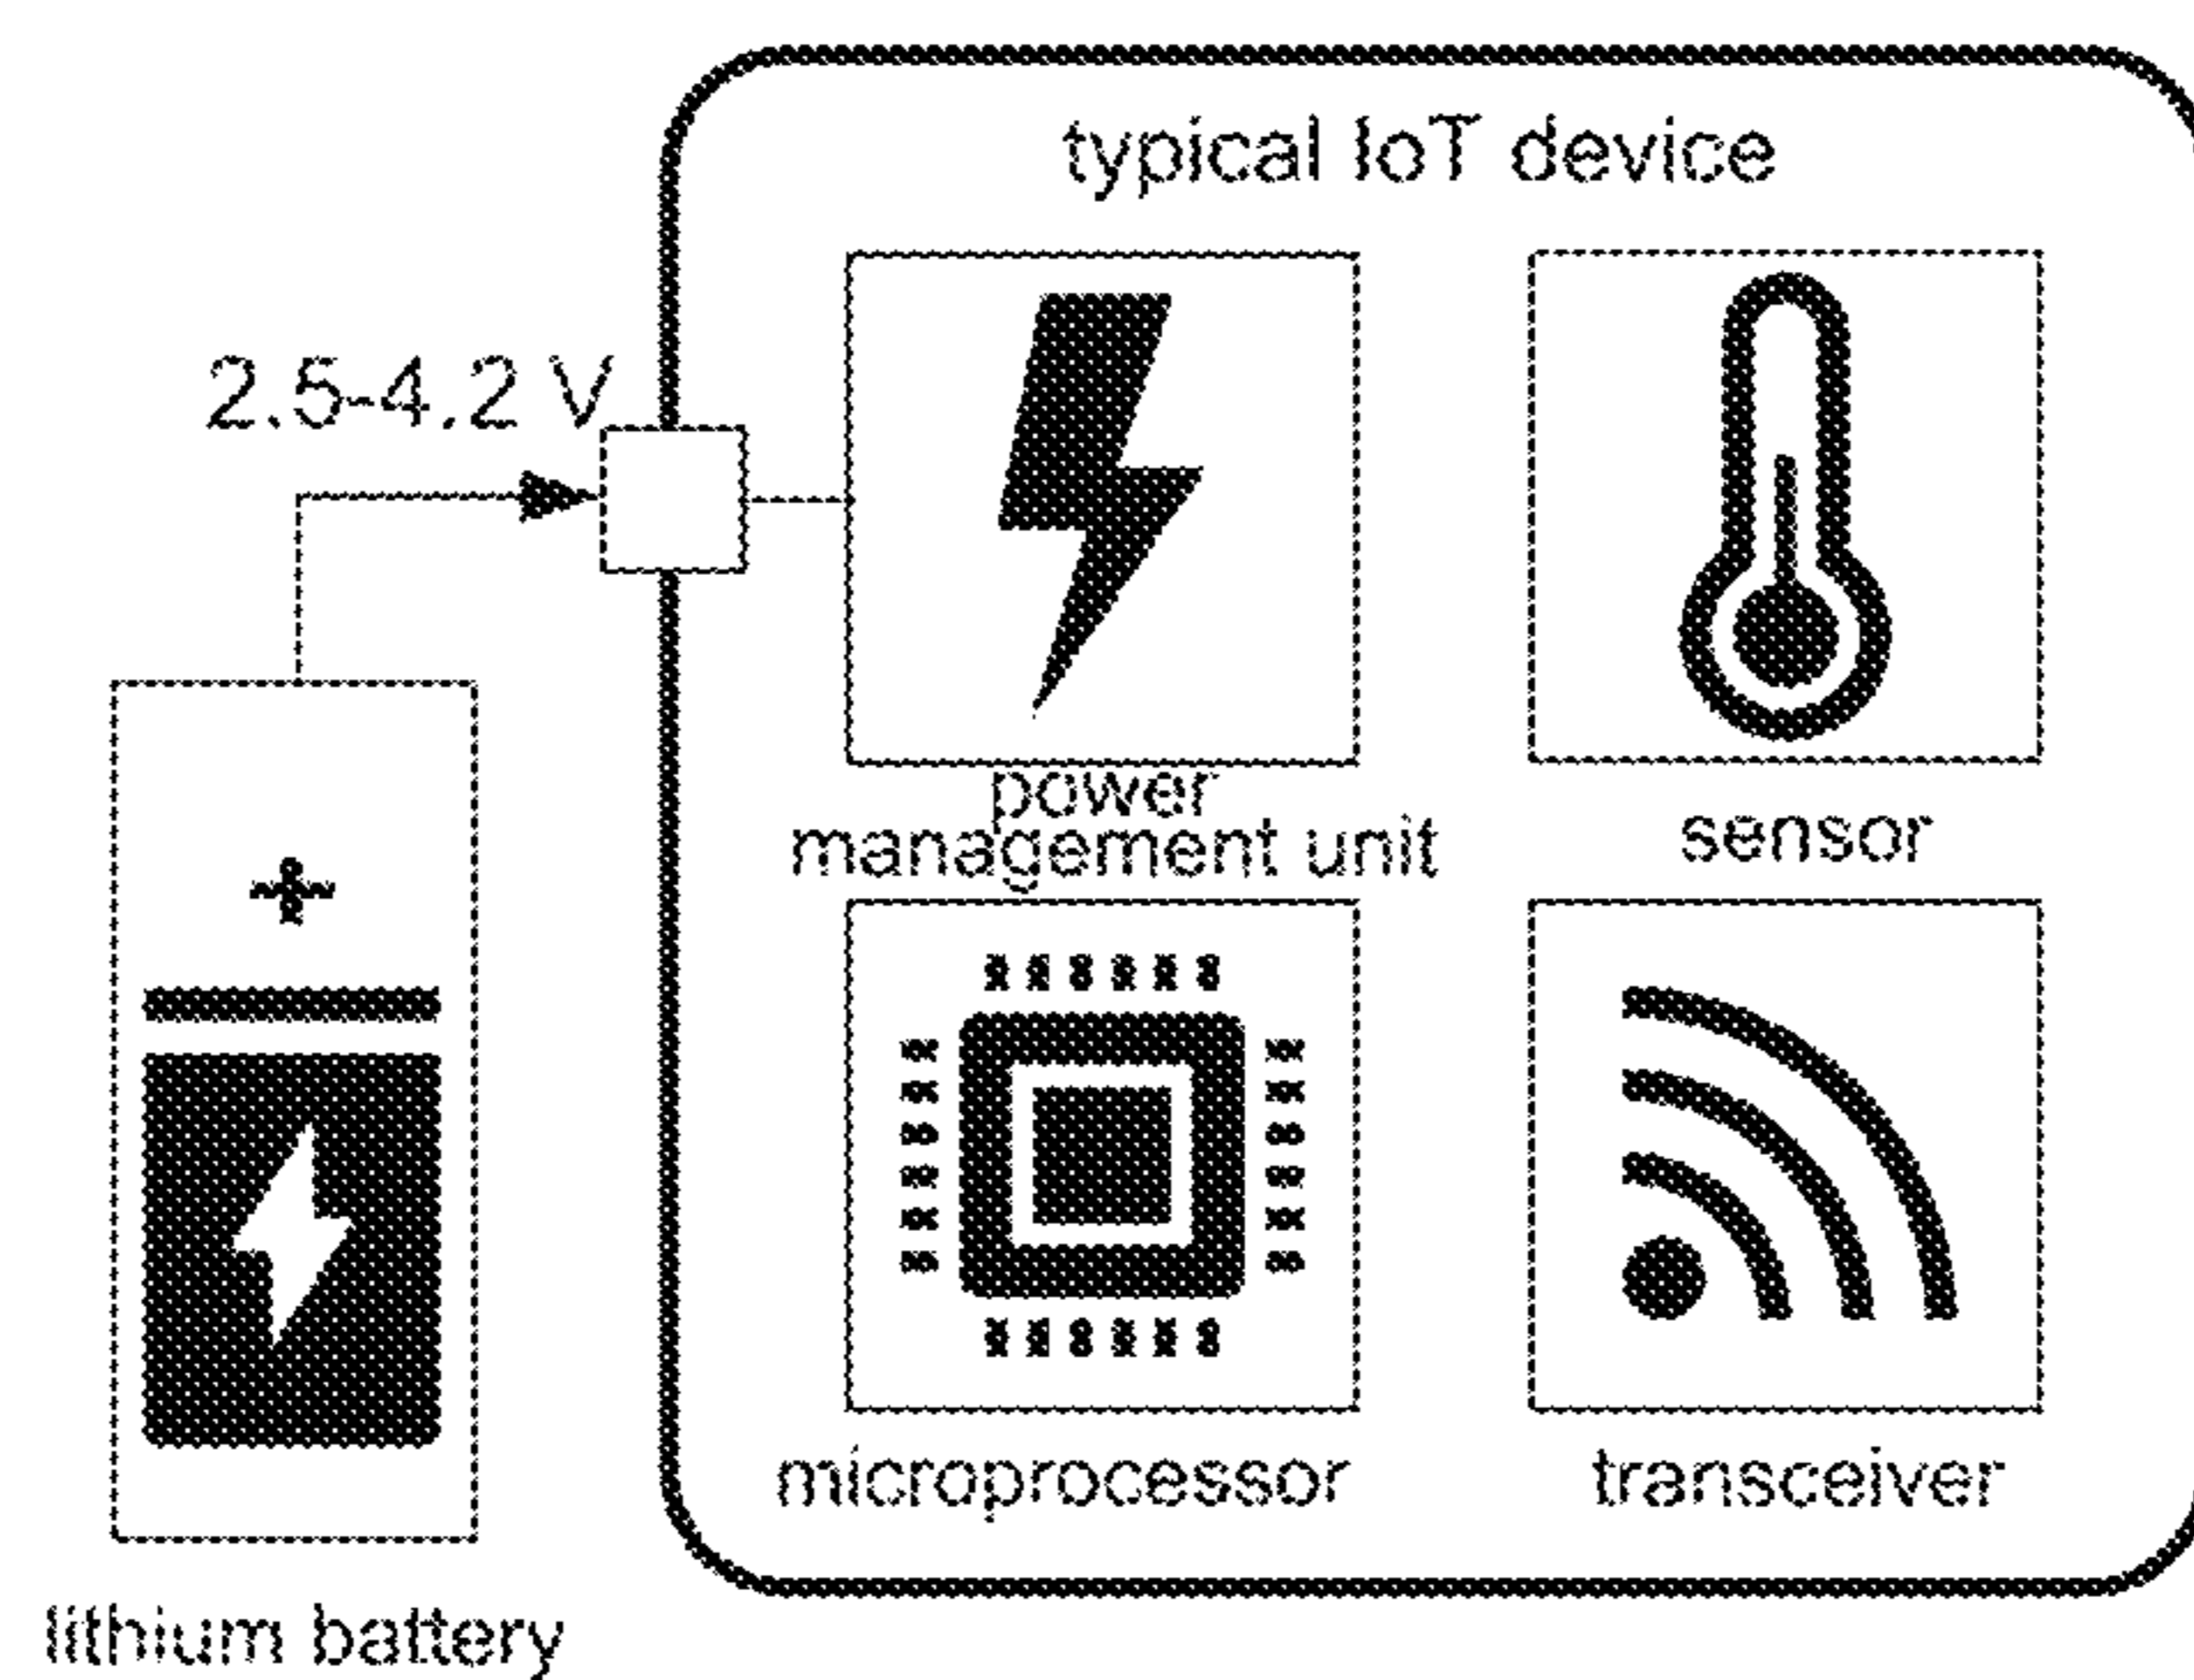 typical IoT device
2.5-4.2 V
power
management unit
sensor
microprocessor
transceiver
lithium battery